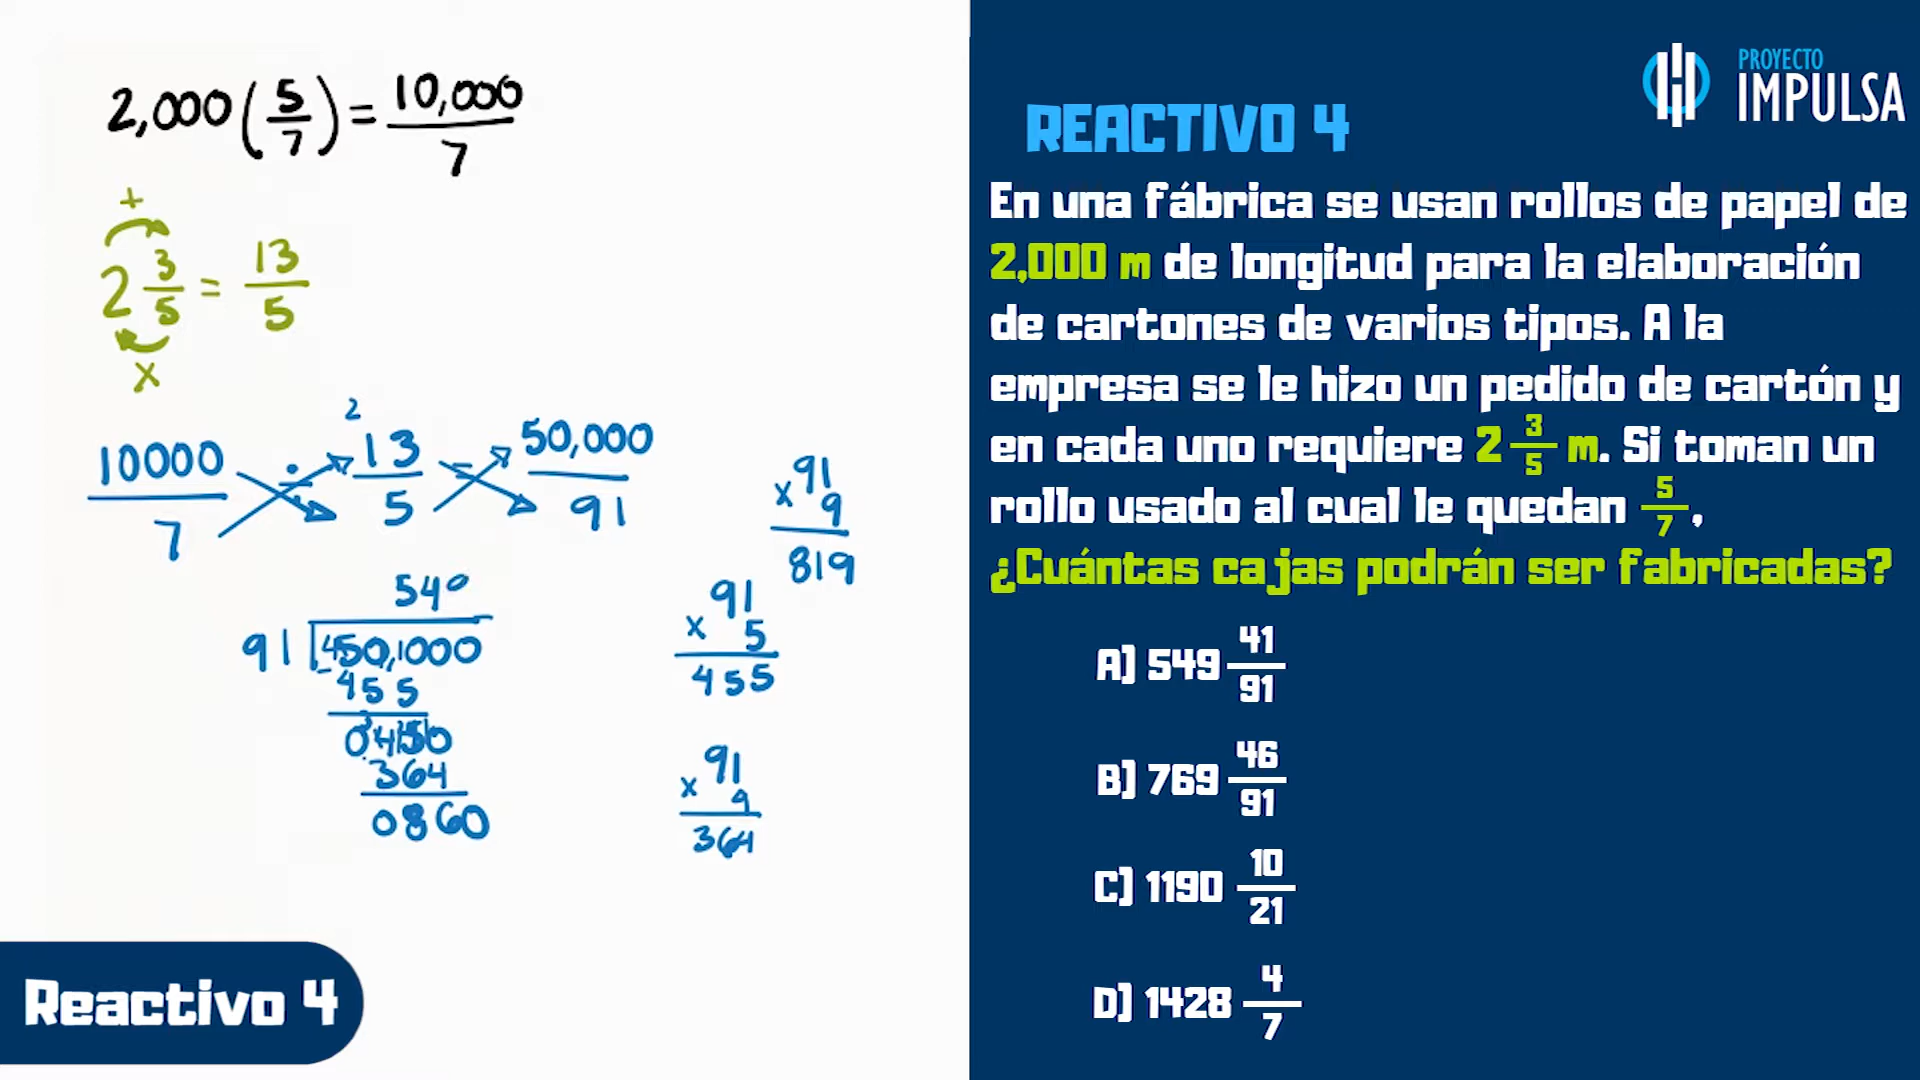 2,000 (5/7) = 10,000/7
+
2 3/5 = 13/5
x
2
10000/7 ÷ 13/5 = 50,000/91
91
x 9
819
540
91 450,1000
- 455
04150
364
0860
91
x 5
455
91
x 9
364
Reactivo 4
PROYECTO
IMPULSA
REACTIVO 4
En una fábrica se usan rollos de papel de
2,000 m de longitud para la elaboración
de cartones de varios tipos. A la
empresa se le hizo un pedido de cartón y
en cada uno requiere 2 3/5 m. Si toman un
rollo usado al cual le quedan 5/7,
¿Cuántas cajas podrán ser fabricadas?
A) 549 41/91
B) 769 46/91
C) 1190 10/21
D) 1428 4/7